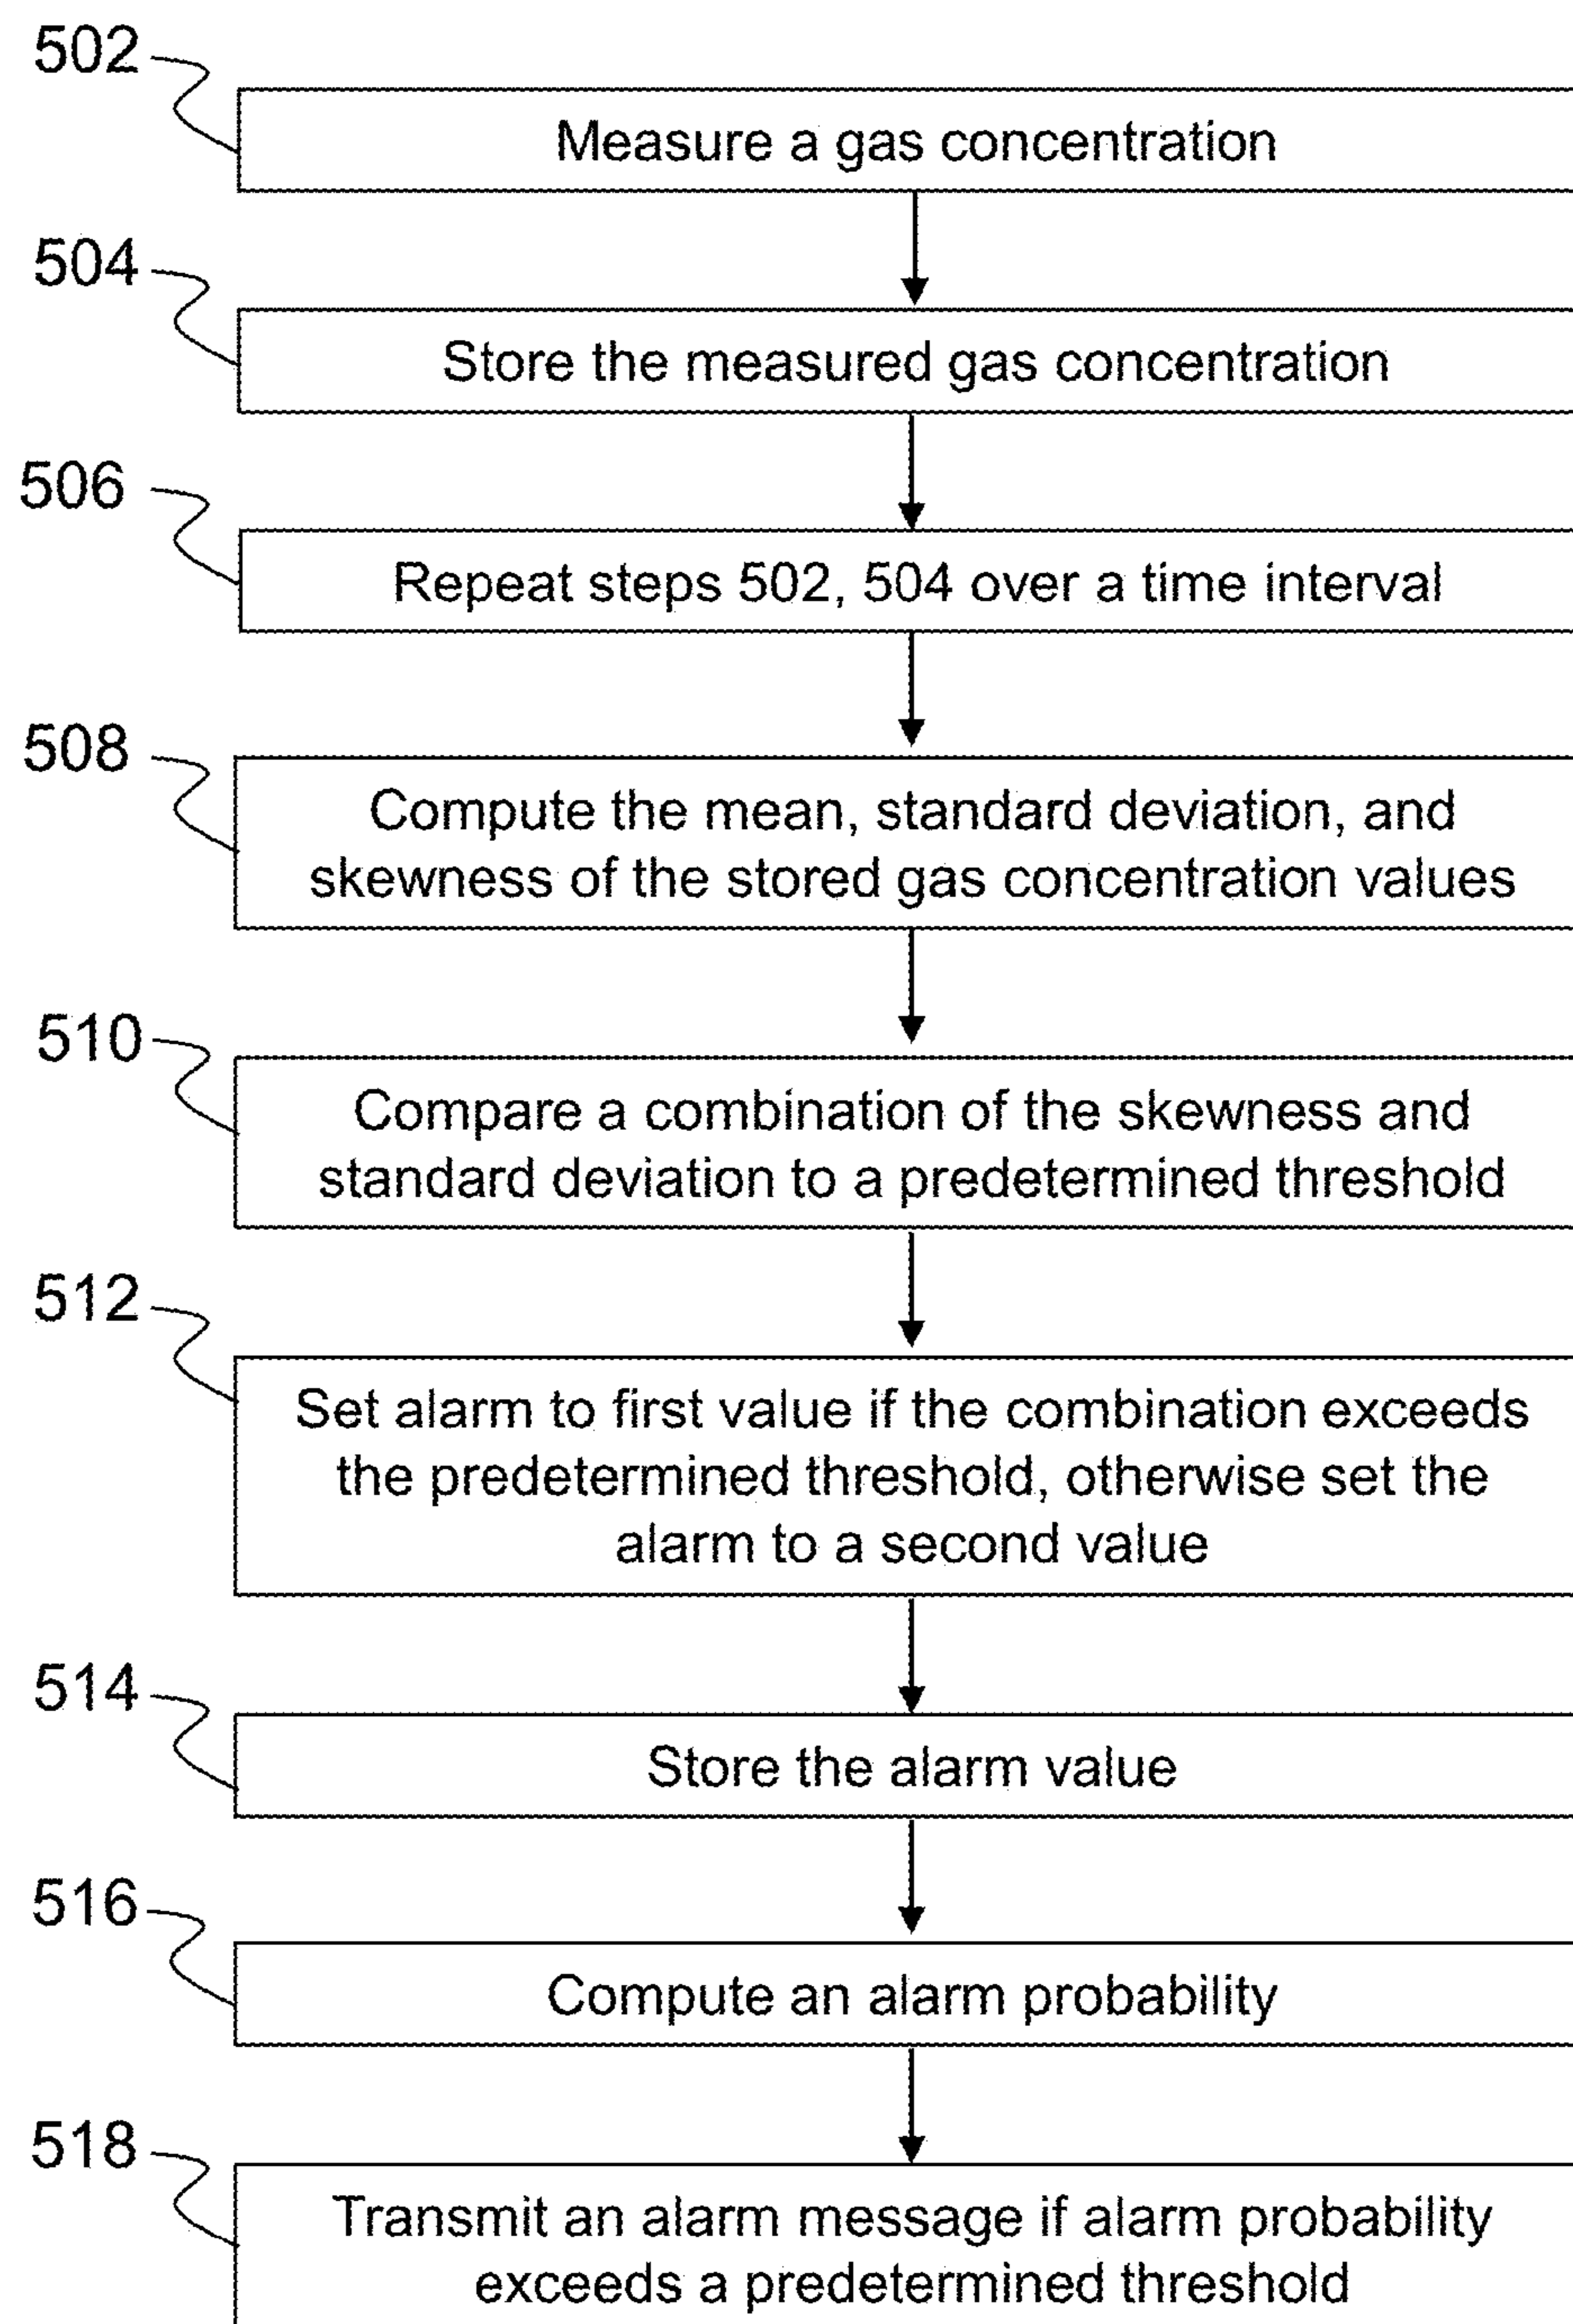 502
Measure a gas concentration
504
Store the measured gas concentration
506
Repeat steps 502, 504 over a time interval
508
Compute the mean, standard deviation, and
skewness of the stored gas concentration values
510
Compare a combination of the skewness and
standard deviation to a predetermined threshold
512
Set alarm to first value if the combination exceeds
the predetermined threshold, otherwise set the
alarm to a second value
514
Store the alarm value
516
Compute an alarm probability
518
Transmit an alarm message if alarm probability
exceeds a predetermined threshold